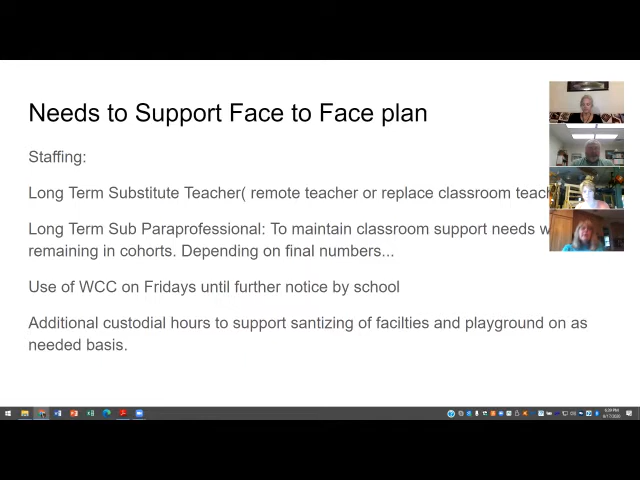 Needs to Support Face to Face plan
Staffing:
Long Term Substitute Teacher( remote teacher or replace classroom
Long Term Sub Paraprofessional: To maintain classroom support needs
remaining in cohorts. Depending on final numbers...
Use of WCC on Fridays until further notice by school
Additional custodial hours to support santizing of facilties and playground on as
needed basis.